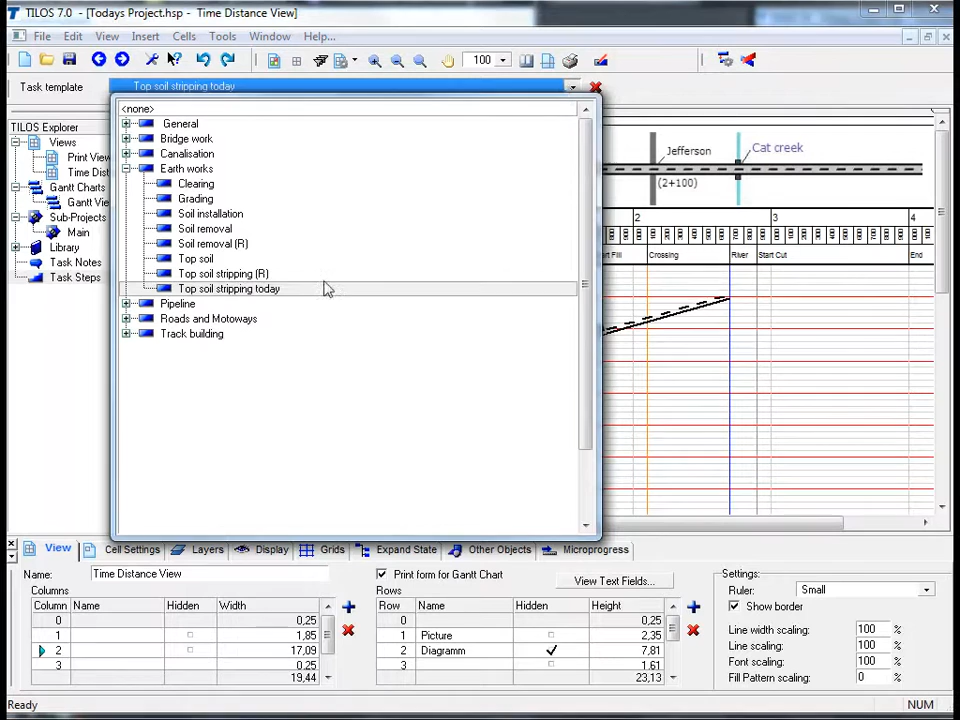 TILOS 7.0 - [Todays Project.hsp - Time Distance View]
File Edit View Insert Cells Tools Window Help...
100
Task template Top soil stripping today
<none>
General
Bridge work
Canalisation
Earth works
Clearing
Grading
Soil installation
Soil removal
Soil removal (R)
Top soil
Top soil stripping (R)
Top soil stripping today
Pipeline
Roads and Motoways
Track building
TILOS Explorer
Views
Print View
Time Dist
Gantt Charts
Gantt View
Sub-Projects
Main
Library
Task Notes
Task Steps
Jefferson
Cat creek
(2+100)
2 3 4
Crossing River Start Cut End
View Cell Settings Layers Display Grids Expand State Other Objects Microprogress
Name: Time Distance View
Columns
Column Name Hidden Width
0 0,25
1 1,85
2 17,09
3 0,25
19,44
Print form for Gantt Chart
View Text Fields...
Rows
Row Name Hidden Height
0 0,25
1 Picture 2,35
2 Diagramm 7,81
3 1,61
23,13
Settings:
Ruler: Small
Show border
Line width scaling: 100 %
Line scaling: 100 %
Font scaling: 100 %
Fill Pattern scaling: 0 %
Ready NUM